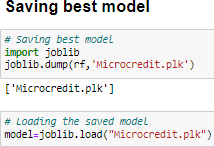 Saving best model
# Saving best model
import joblib
joblib.dump(rf,'Microcredit.plk')
['Microcredit.plk']
# Loading the saved model
model=joblib.load("Microcredit.plk")